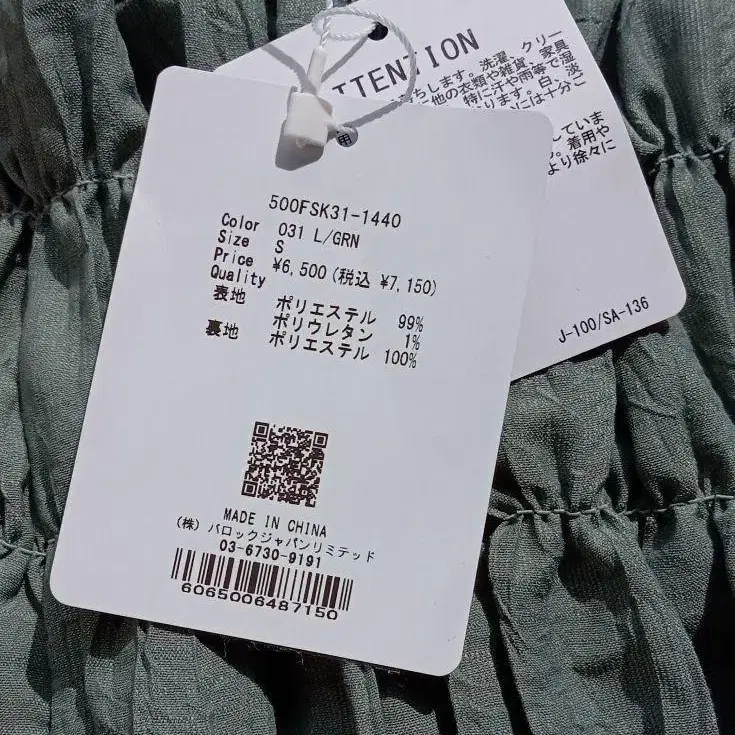 TTENTION
ちします。洗濯、クリー
他の衣類や雑貨、家具
特に汗や雨等で湿
ります。白、淡
には十分ご
していま
着用や
より徐々に
J-100/SA-136
用
500FSK31-1440
Color 031 L/GRN
Size S
Price ¥6,500(税込 ¥7,150)
Quality
表地 ポリエステル 99%
ポリウレタン 1%
裏地 ポリエステル 100%
MADE IN CHINA
(株) バロックジャパンリミテッド
03-6730-9191
6065006487150